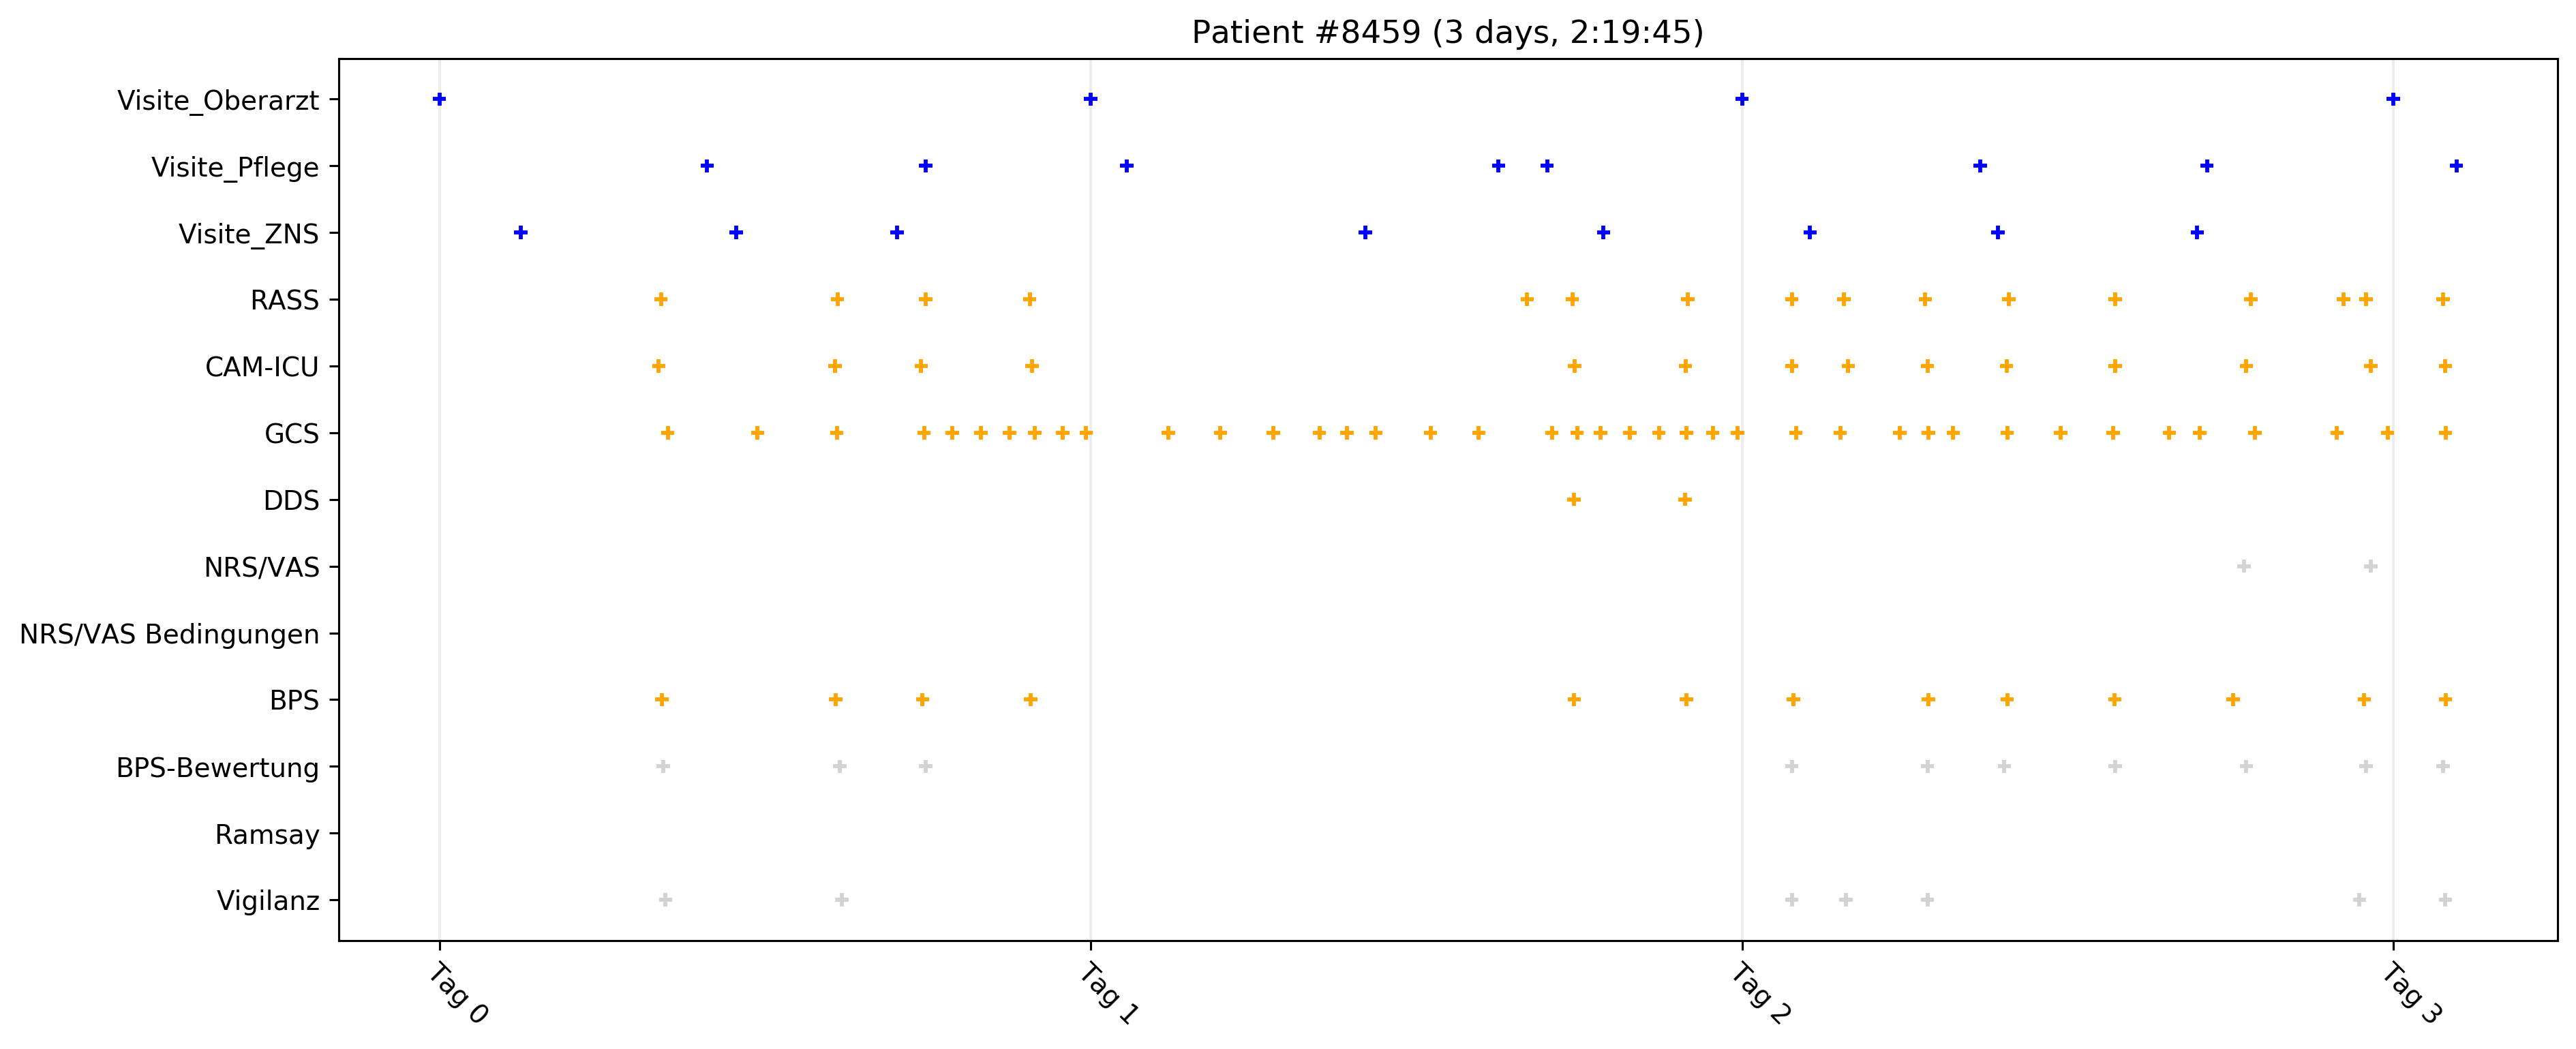 Patient #8459 (3 days, 2:19:45)
Visite_Oberarzt
Visite_Pflege
Visite_ZNS
RASS
CAM-ICU
GCS
DDS
NRS/VAS
NRS/VAS Bedingungen
BPS
BPS-Bewertung
Ramsay
Vigilanz
Tag 0
Tag 1
Tag 2
Tag 3